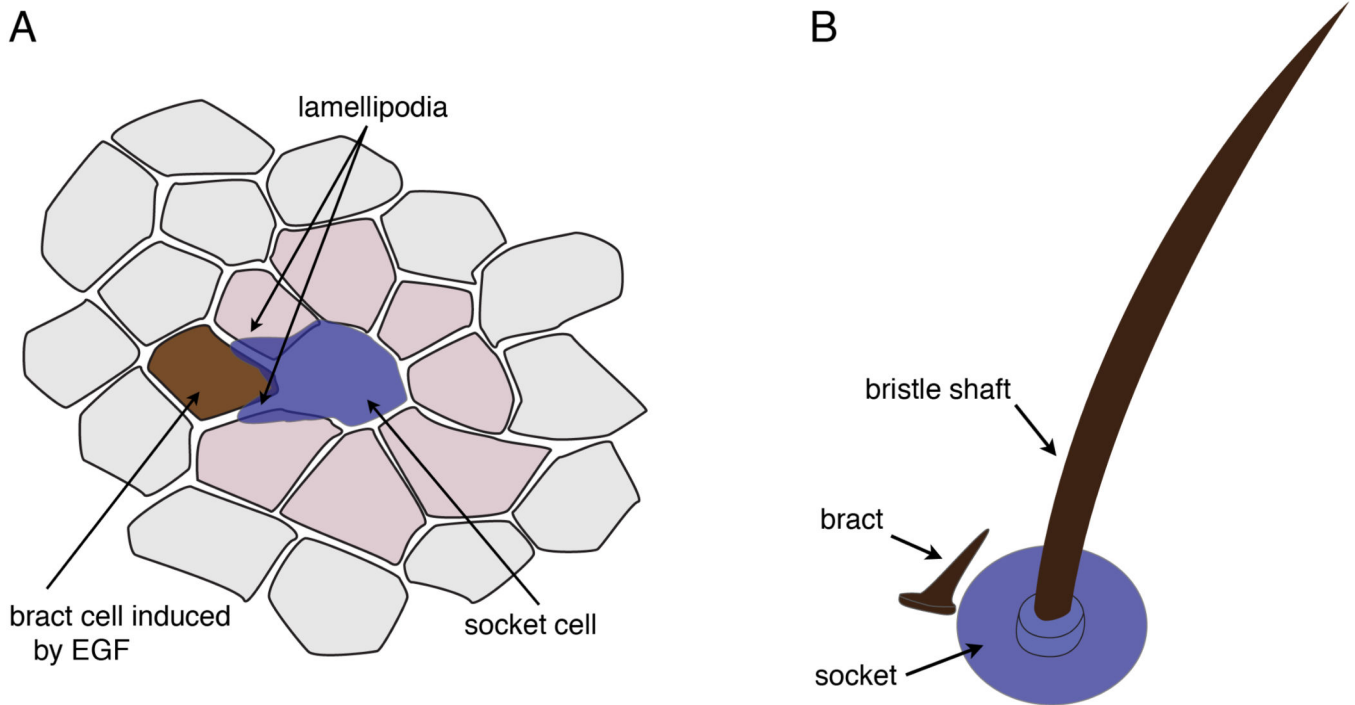 A
B
lamellipodia
bristle shaft
bract
bract cell induced
by EGF
socket cell
socket